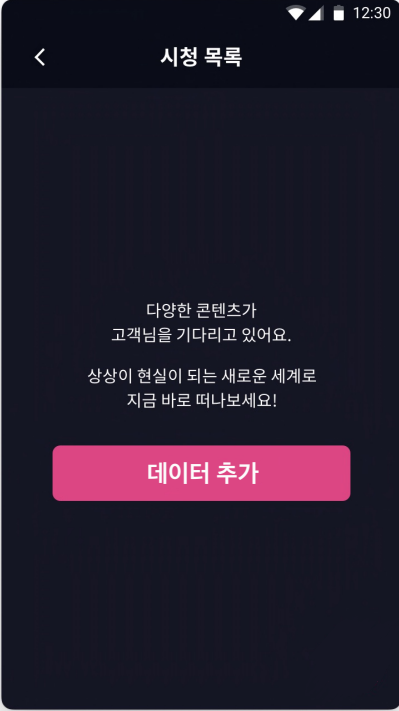 12:30
시청 목록
다양한 콘텐츠가
고객님을 기다리고 있어요.
상상이 현실이 되는 새로운 세계로
지금 바로 떠나보세요!
데이터 추가